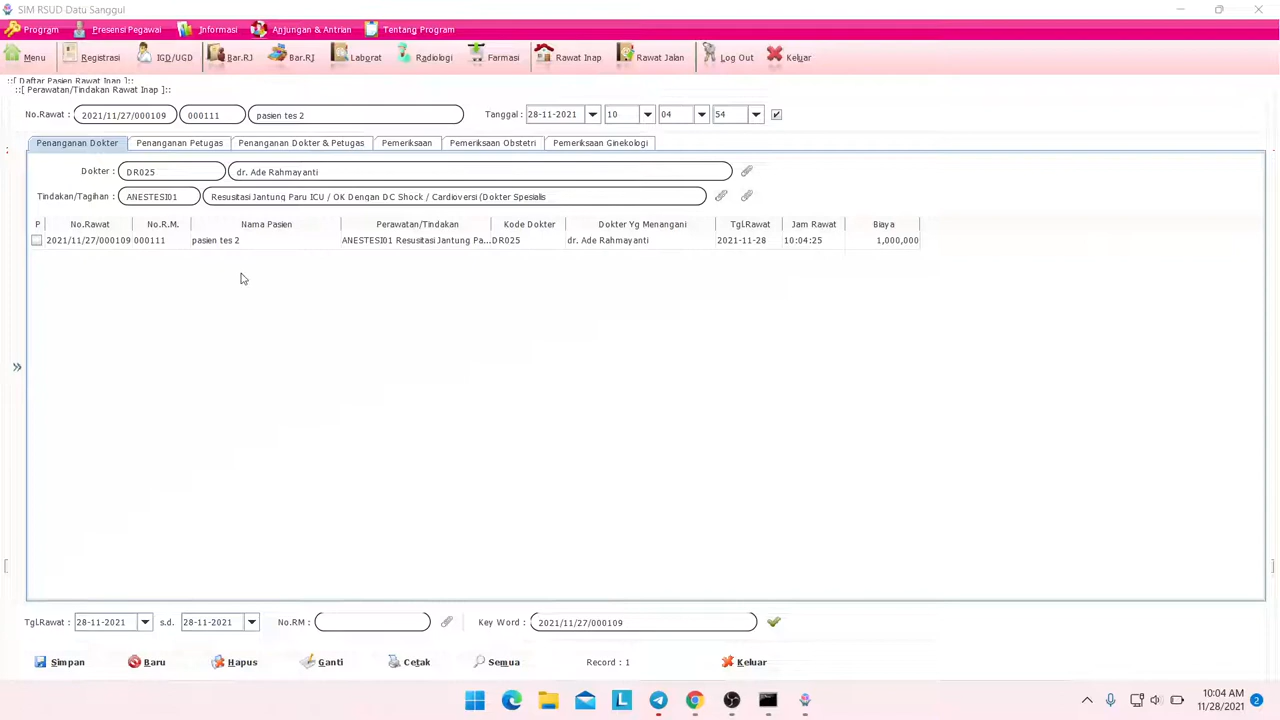 SIM RSUD Datu Sanggul
Program Presensi Pegawai Informasi Anjungan & Antrian Tentang Program
Menu Registrasi IGD/UGD Bar.RJ Bar.RI Laborat Radiologi Farmasi Rawat Inap Rawat Jalan Log Out Keluar
::[ Daftar Pasien Rawat Inap ]::
::[ Perawatan/Tindakan Rawat Inap ]::
No.Rawat : 2021/11/27/000109 000111 pasien tes 2 Tanggal : 28-11-2021 10 04 54
Penanganan Dokter Penanganan Petugas Penanganan Dokter & Petugas Pemeriksaan Pemeriksaan Obstetri Pemeriksaan Ginekologi
Dokter : DR025 dr. Ade Rahmayanti
Tindakan/Tagihan : ANESTESI01 Resusitasi Jantung Paru ICU / OK Dengan DC Shock / Cardioversi (Dokter Spesialis
P No.Rawat No.R.M. Nama Pasien Perawatan/Tindakan Kode Dokter Dokter Yg Menangani Tgl.Rawat Jam Rawat Biaya
2021/11/27/000109 000111 pasien tes 2 ANESTESI01 Resusitasi Jantung Pa... DR025 dr. Ade Rahmayanti 2021-11-28 10:04:25 1,000,000
Tgl.Rawat : 28-11-2021 s.d. 28-11-2021 No.RM : Key Word : 2021/11/27/000109
Simpan Baru Hapus Ganti Cetak Semua Record : 1 Keluar
10:04 AM
11/28/2021 2